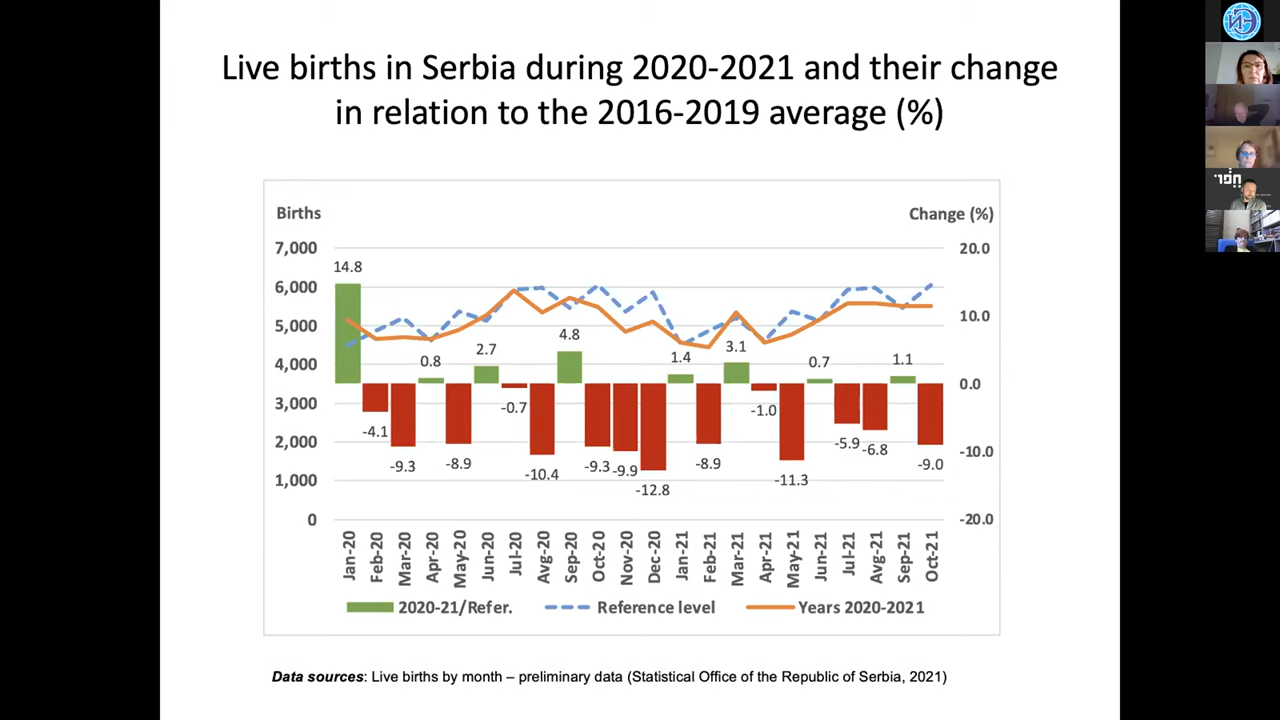 Live births in Serbia during 2020-2021 and their change
in relation to the 2016-2019 average (%)
Births
Change (%)
7,000
6,000
5,000
4,000
3,000
2,000
1,000
0
20.0
10.0
0.0
-10.0
-20.0
14.8
-4.1
-9.3
0.8
-8.9
2.7
-0.7
-10.4
4.8
-9.3
-9.9
-12.8
1.4
-8.9
3.1
-1.0
-11.3
0.7
-5.9
-6.8
1.1
-9.0
Jan-20
Feb-20
Mar-20
Apr-20
May-20
Jun-20
Jul-20
Avg-20
Sep-20
Oct-20
Nov-20
Dec-20
Jan-21
Feb-21
Mar-21
Apr-21
May-21
Jun-21
Jul-21
Avg-21
Sep-21
Oct-21
2020-21/Refer.
Reference level
Years 2020-2021
Data sources: Live births by month – preliminary data (Statistical Office of the Republic of Serbia, 2021)